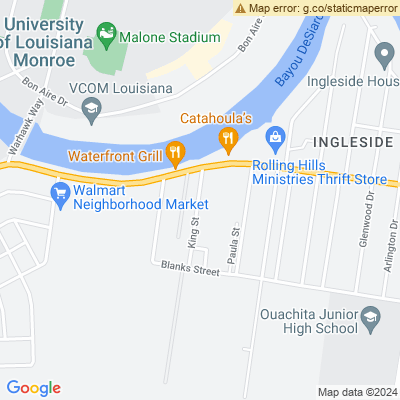 Map error: g.co/staticmaperror
University
of Louisiana
Monroe
Malone Stadium
Bon Aire Dr
VCOM Louisiana
Bon Aire Dr
Bayou DeSiard
Ingleside Hous
Warhawk Way
Catahoula's
INGLESIDE
Waterfront Grill
Rolling Hills
Ministries Thrift Store
Walmart
Neighborhood Market
King St
Paula St
Glenwood Dr
Arlington Dr
Blanks Street
Ouachita Junior
High School
Google
Map data ©2024